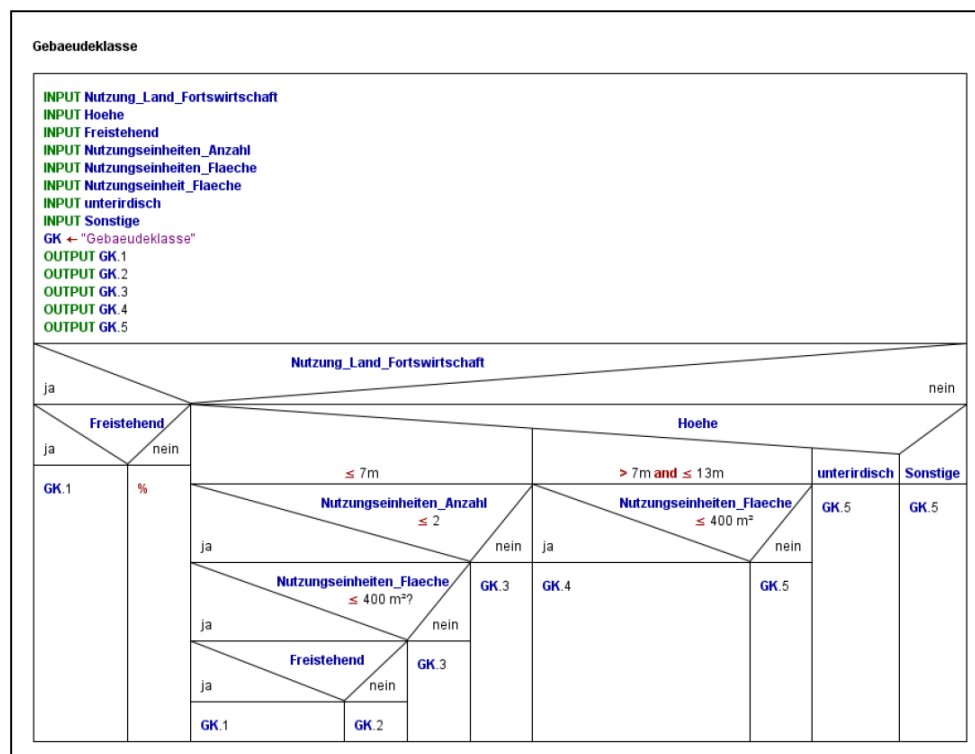 Gebaeudeklasse
INPUT Nutzung_Land_Fortswirtschaft
INPUT Hoehe
INPUT Freistehend
INPUT Nutzungseinheiten_Anzahl
INPUT Nutzungseinheiten_Flaeche
INPUT Nutzungseinheit_Flaeche
INPUT unterirdisch
INPUT Sonstige
GK ← "Gebaeudeklasse"
OUTPUT GK.1
OUTPUT GK.2
OUTPUT GK.3
OUTPUT GK.4
OUTPUT GK.5
Nutzung_Land_Fortswirtschaft
ja nein
Freistehend Hoehe
ja nein
≤ 7m > 7m and ≤ 13m unterirdisch Sonstige
GK.1 % Nutzungseinheiten_Anzahl Nutzungseinheiten_Flaeche GK.5 GK.5
≤ 2 ≤ 400 m²
ja nein ja nein
Nutzungseinheiten_Flaeche GK.3 GK.4 GK.5
≤ 400 m²?
ja nein
Freistehend GK.3
ja nein
GK.1 GK.2